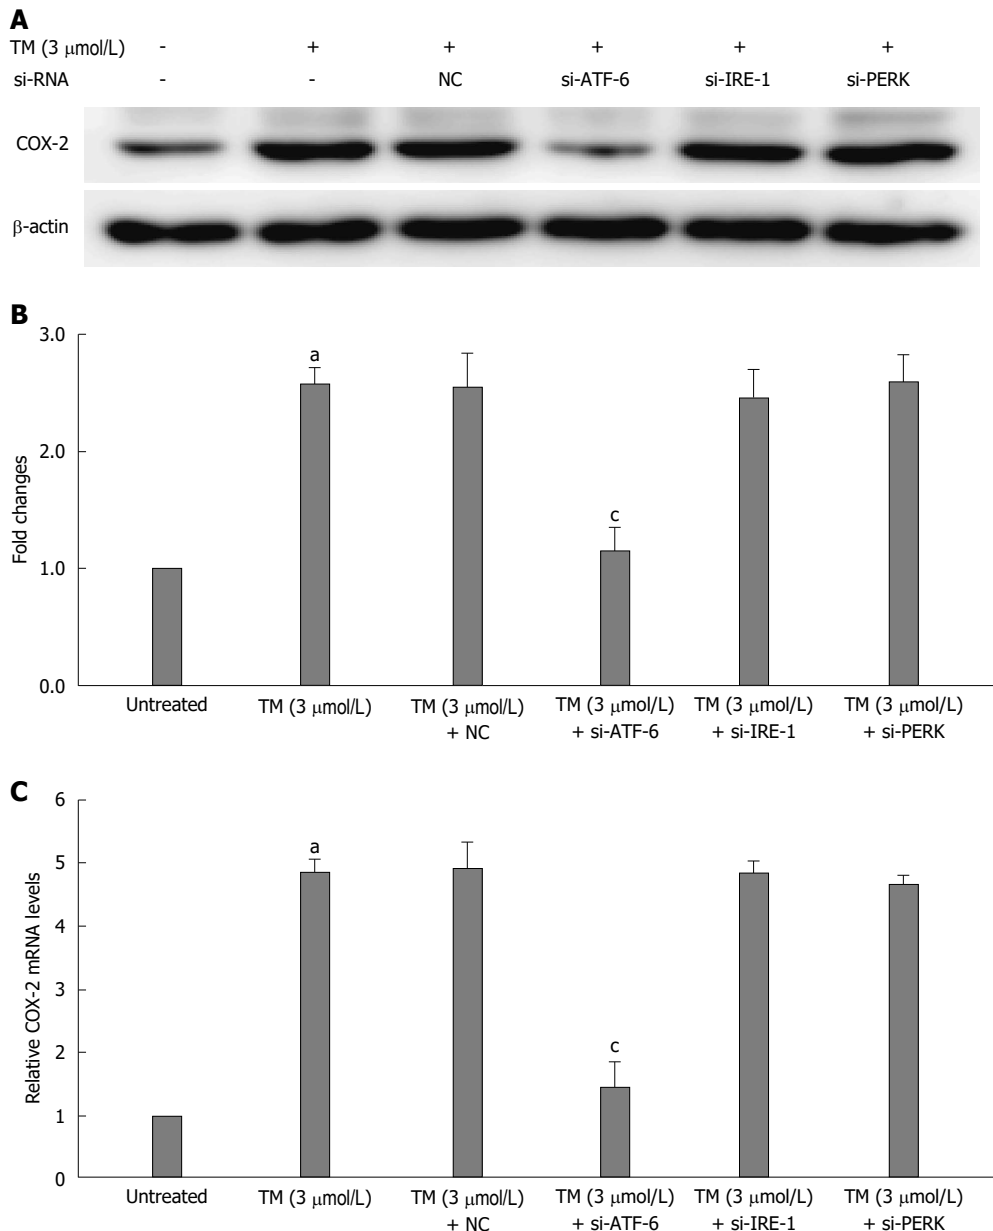 A
TM (3 μmol/L) - + + + + +
si-RNA - - NC si-ATF-6 si-IRE-1 si-PERK
COX-2
β-actin
B
3.0
2.0
1.0
0.0
Fold changes
a
c
Untreated TM (3 μmol/L) TM (3 μmol/L) TM (3 μmol/L) TM (3 μmol/L) TM (3 μmol/L)
+ NC + si-ATF-6 + si-IRE-1 + si-PERK
C
6
5
4
3
2
1
0
Relative COX-2 mRNA levels
a
c
Untreated TM (3 μmol/L) TM (3 μmol/L) TM (3 μmol/L) TM (3 μmol/L) TM (3 μmol/L)
+ NC + si-ATF-6 + si-IRE-1 + si-PERK